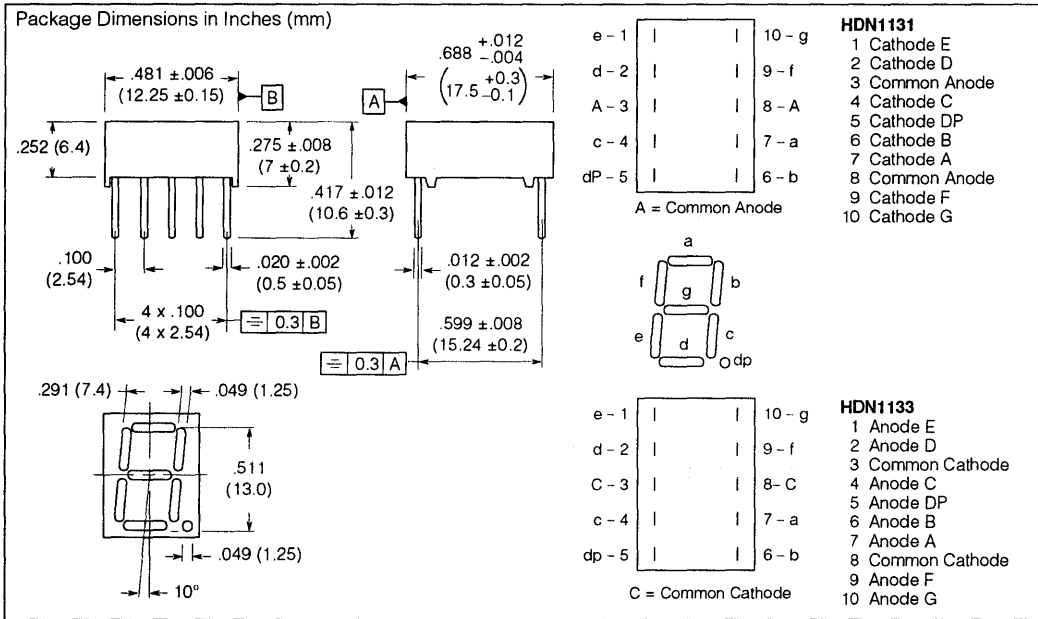 Package Dimensions in Inches (mm)
.481 ±.006
(12.25 ±0.15)
B
.252 (6.4)
.275 ±.008
(7 ±0.2)
.417 ±.012
(10.6 ±0.3)
.100
(2.54)
.020 ±.002
(0.5 ±0.05)
4 x .100
(4 x 2.54)
0.3 B
.688 +.012 -.004
(17.5 +0.3 -0.1)
A
.012 ±.002
(0.3 ±0.05)
.599 ±.008
(15.24 ±0.2)
0.3 A
.291 (7.4)
.049 (1.25)
.511
(13.0)
.049 (1.25)
10°
e - 1
10 - g
d - 2
9 - f
A - 3
8 - A
c - 4
7 - a
dP - 5
6 - b
A = Common Anode
HDN1131
1 Cathode E
2 Cathode D
3 Common Anode
4 Cathode C
5 Cathode DP
6 Cathode B
7 Cathode A
8 Common Anode
9 Cathode F
10 Cathode G
a
f
b
g
e
c
d
dp
e - 1
10 - g
d - 2
9 - f
C - 3
8 - C
c - 4
7 - a
dp - 5
6 - b
C = Common Cathode
HDN1133
1 Anode E
2 Anode D
3 Common Cathode
4 Anode C
5 Anode DP
6 Anode B
7 Anode A
8 Common Cathode
9 Anode F
10 Anode G